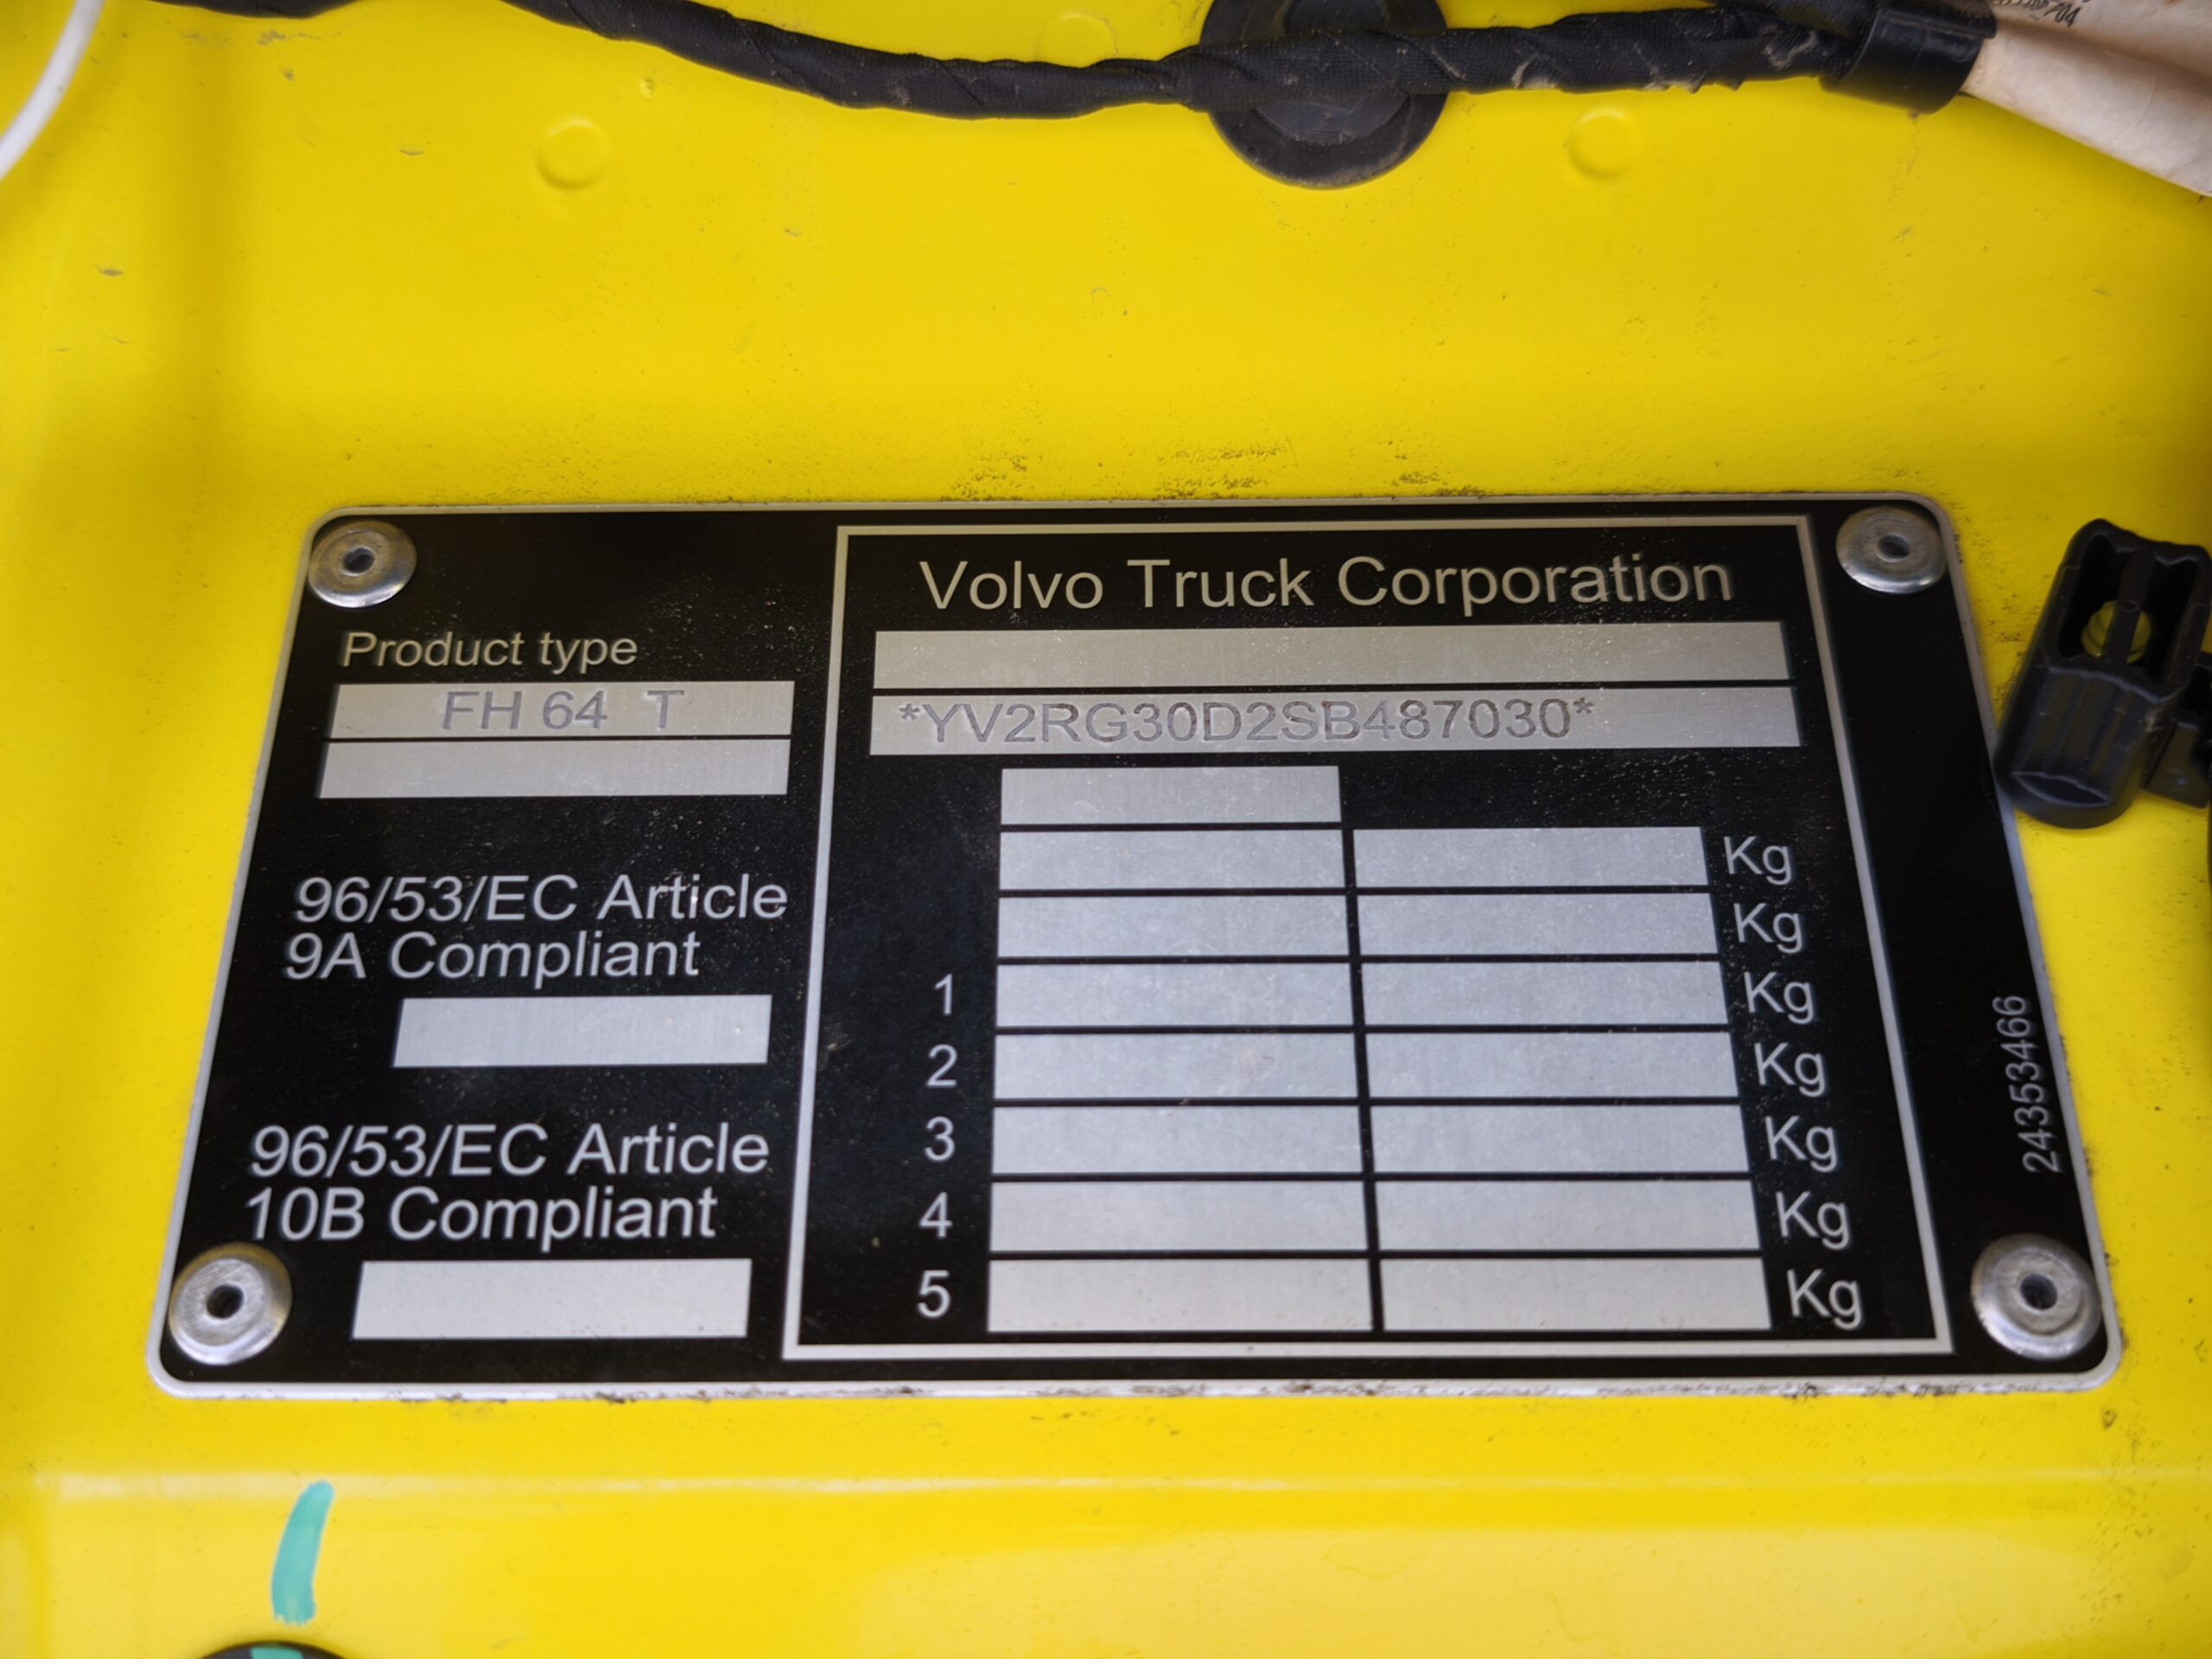 Volvo Truck Corporation
Product type
FH 64 T
*YV2RG30D2SB487030*
96/53/EC Article
9A Compliant
96/53/EC Article
10B Compliant
Kg
Kg
1 Kg
2 Kg
3 Kg
4 Kg
5 Kg
24353466